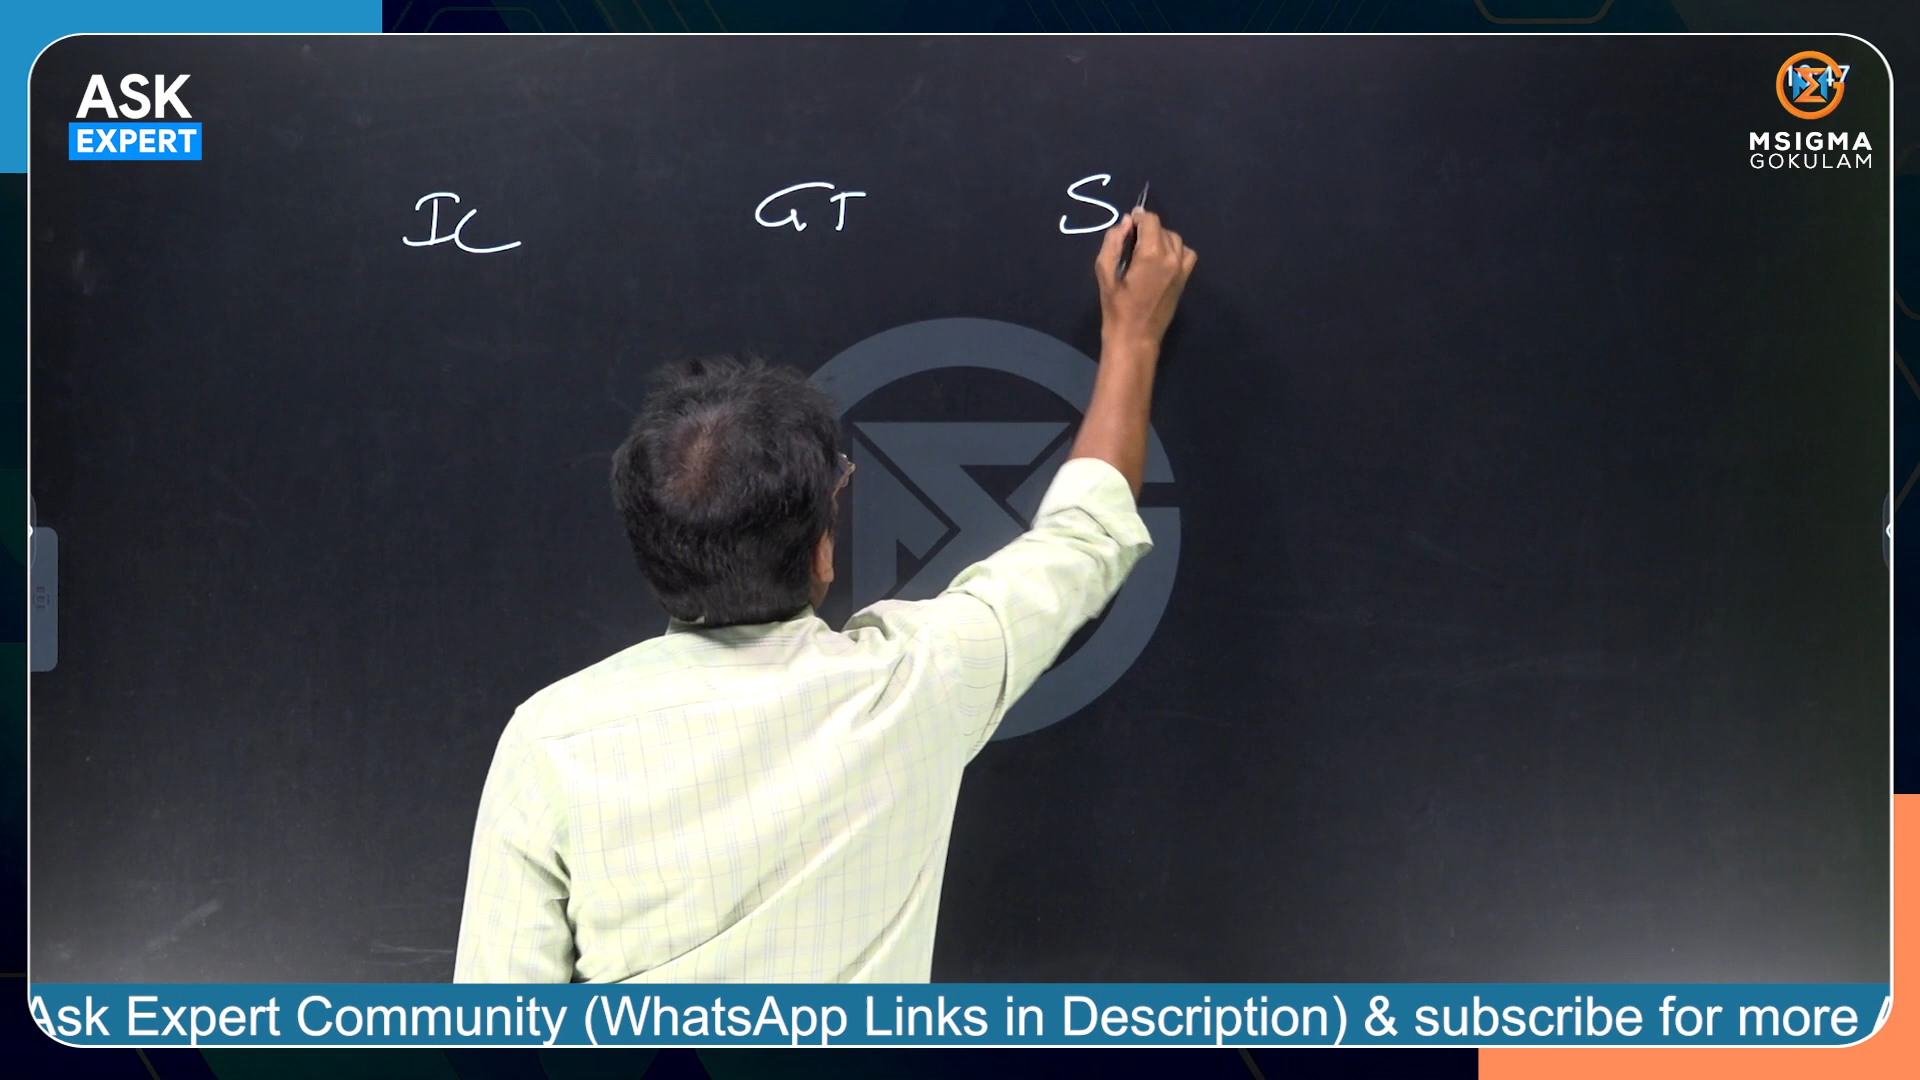 ASK
EXPERT
MSIGMA
GOKULAM
IC GT S
Ask Expert Community (WhatsApp Links in Description) & subscribe for more